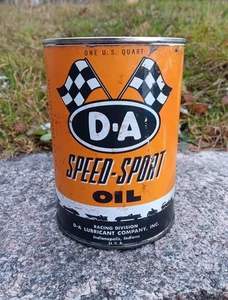 ONE U.S. QUART
D-A
SPEED-SPORT
OIL
RACING DIVISION
D-A LUBRICANT COMPANY, INC.
Indianapolis, Indiana
U.S.A.